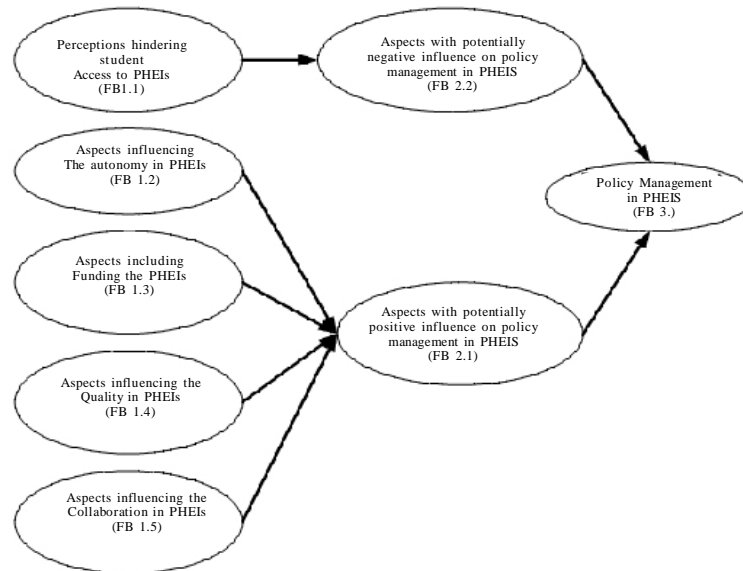 Perceptions hindering
student
Access to PHEIs
(FB1.1)
Aspects with potentially
negative influence on policy
management in PHEIS
(FB 2.2)
Aspects influencing
The autonomy in PHEIs
(FB 1.2)
Policy Management
in PHEIS
(FB 3.)
Aspects including
Funding the PHEIs
(FB 1.3)
Aspects with potentially
positive influence on policy
management in PHEIS
(FB 2.1)
Aspects influencing the
Quality in PHEIs
(FB 1.4)
Aspects influencing the
Collaboration in PHEIs
(FB 1.5)